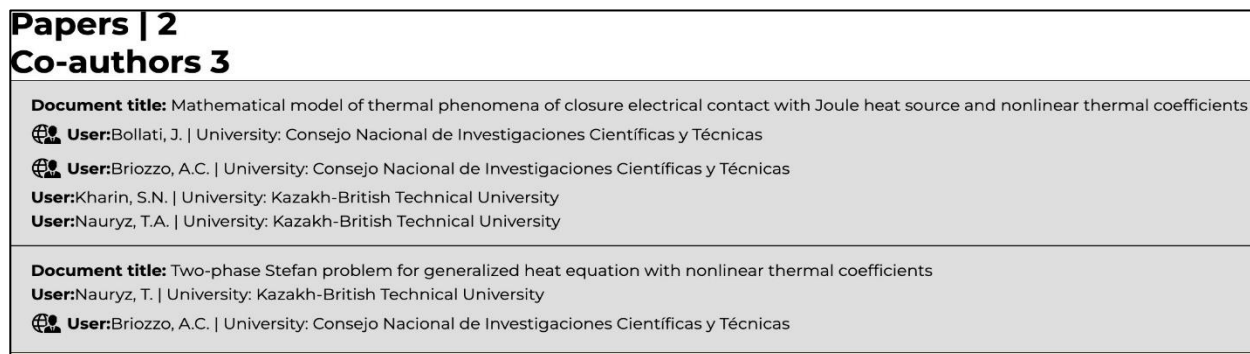 Papers | 2
Co-authors 3
Document title: Mathematical model of thermal phenomena of closure electrical contact with Joule heat source and nonlinear thermal coefficients
User:Bollati, J. | University: Consejo Nacional de Investigaciones Científicas y Técnicas
User:Briozzo, A.C. | University: Consejo Nacional de Investigaciones Científicas y Técnicas
User:Kharin, S.N. | University: Kazakh-British Technical University
User:Nauryz, T.A. | University: Kazakh-British Technical University
Document title: Two-phase Stefan problem for generalized heat equation with nonlinear thermal coefficients
User:Nauryz, T. | University: Kazakh-British Technical University
User:Briozzo, A.C. | University: Consejo Nacional de Investigaciones Científicas y Técnicas